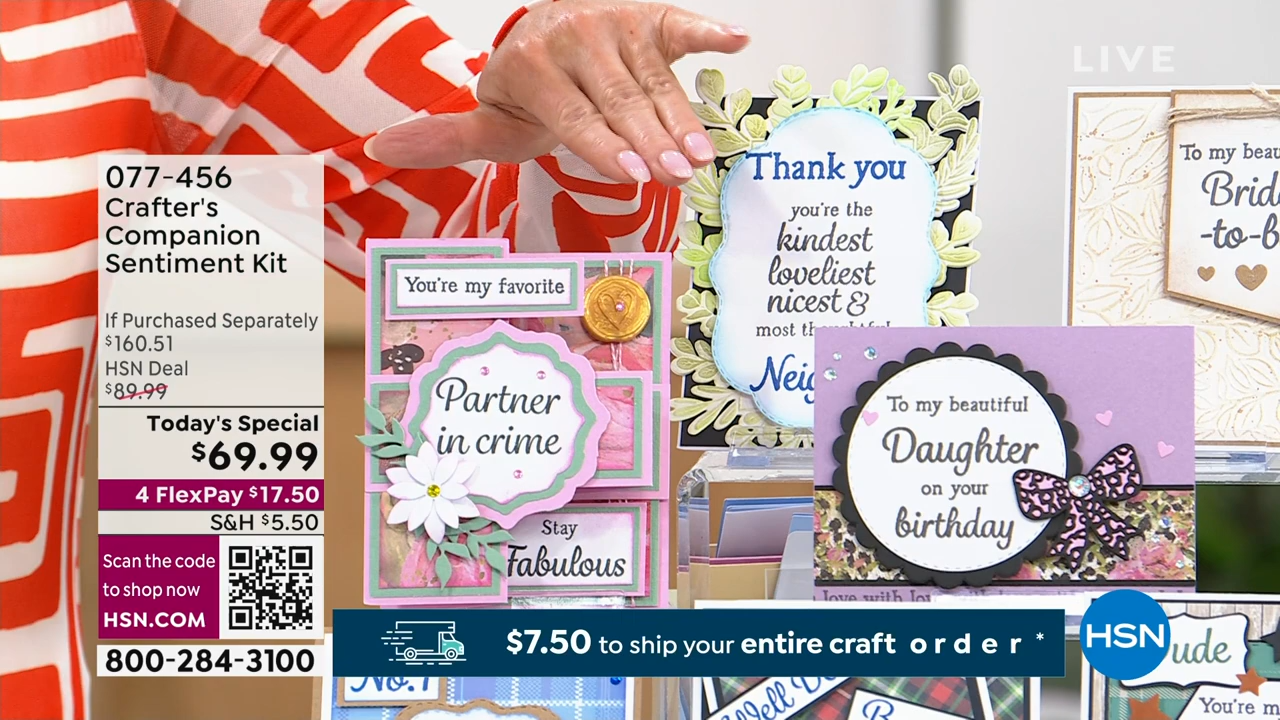 LIVE
077-456
Crafter's
Companion
Sentiment Kit
If Purchased Separately
$160.51
HSN Deal
$89.99
Today's Special
$69.99
4 FlexPay $17.50
S&H $5.50
Scan the code
to shop now
HSN.COM
800-284-3100
You're my favorite
Partner
in crime
Stay
Fabulous
Thank you
you're the
kindest
loveliest
nicest &
most
To my beautiful
Daughter
on your
birthday
To my
-to-
$7.50 to ship your entire craft order*
HSN
No.1
Well
You're